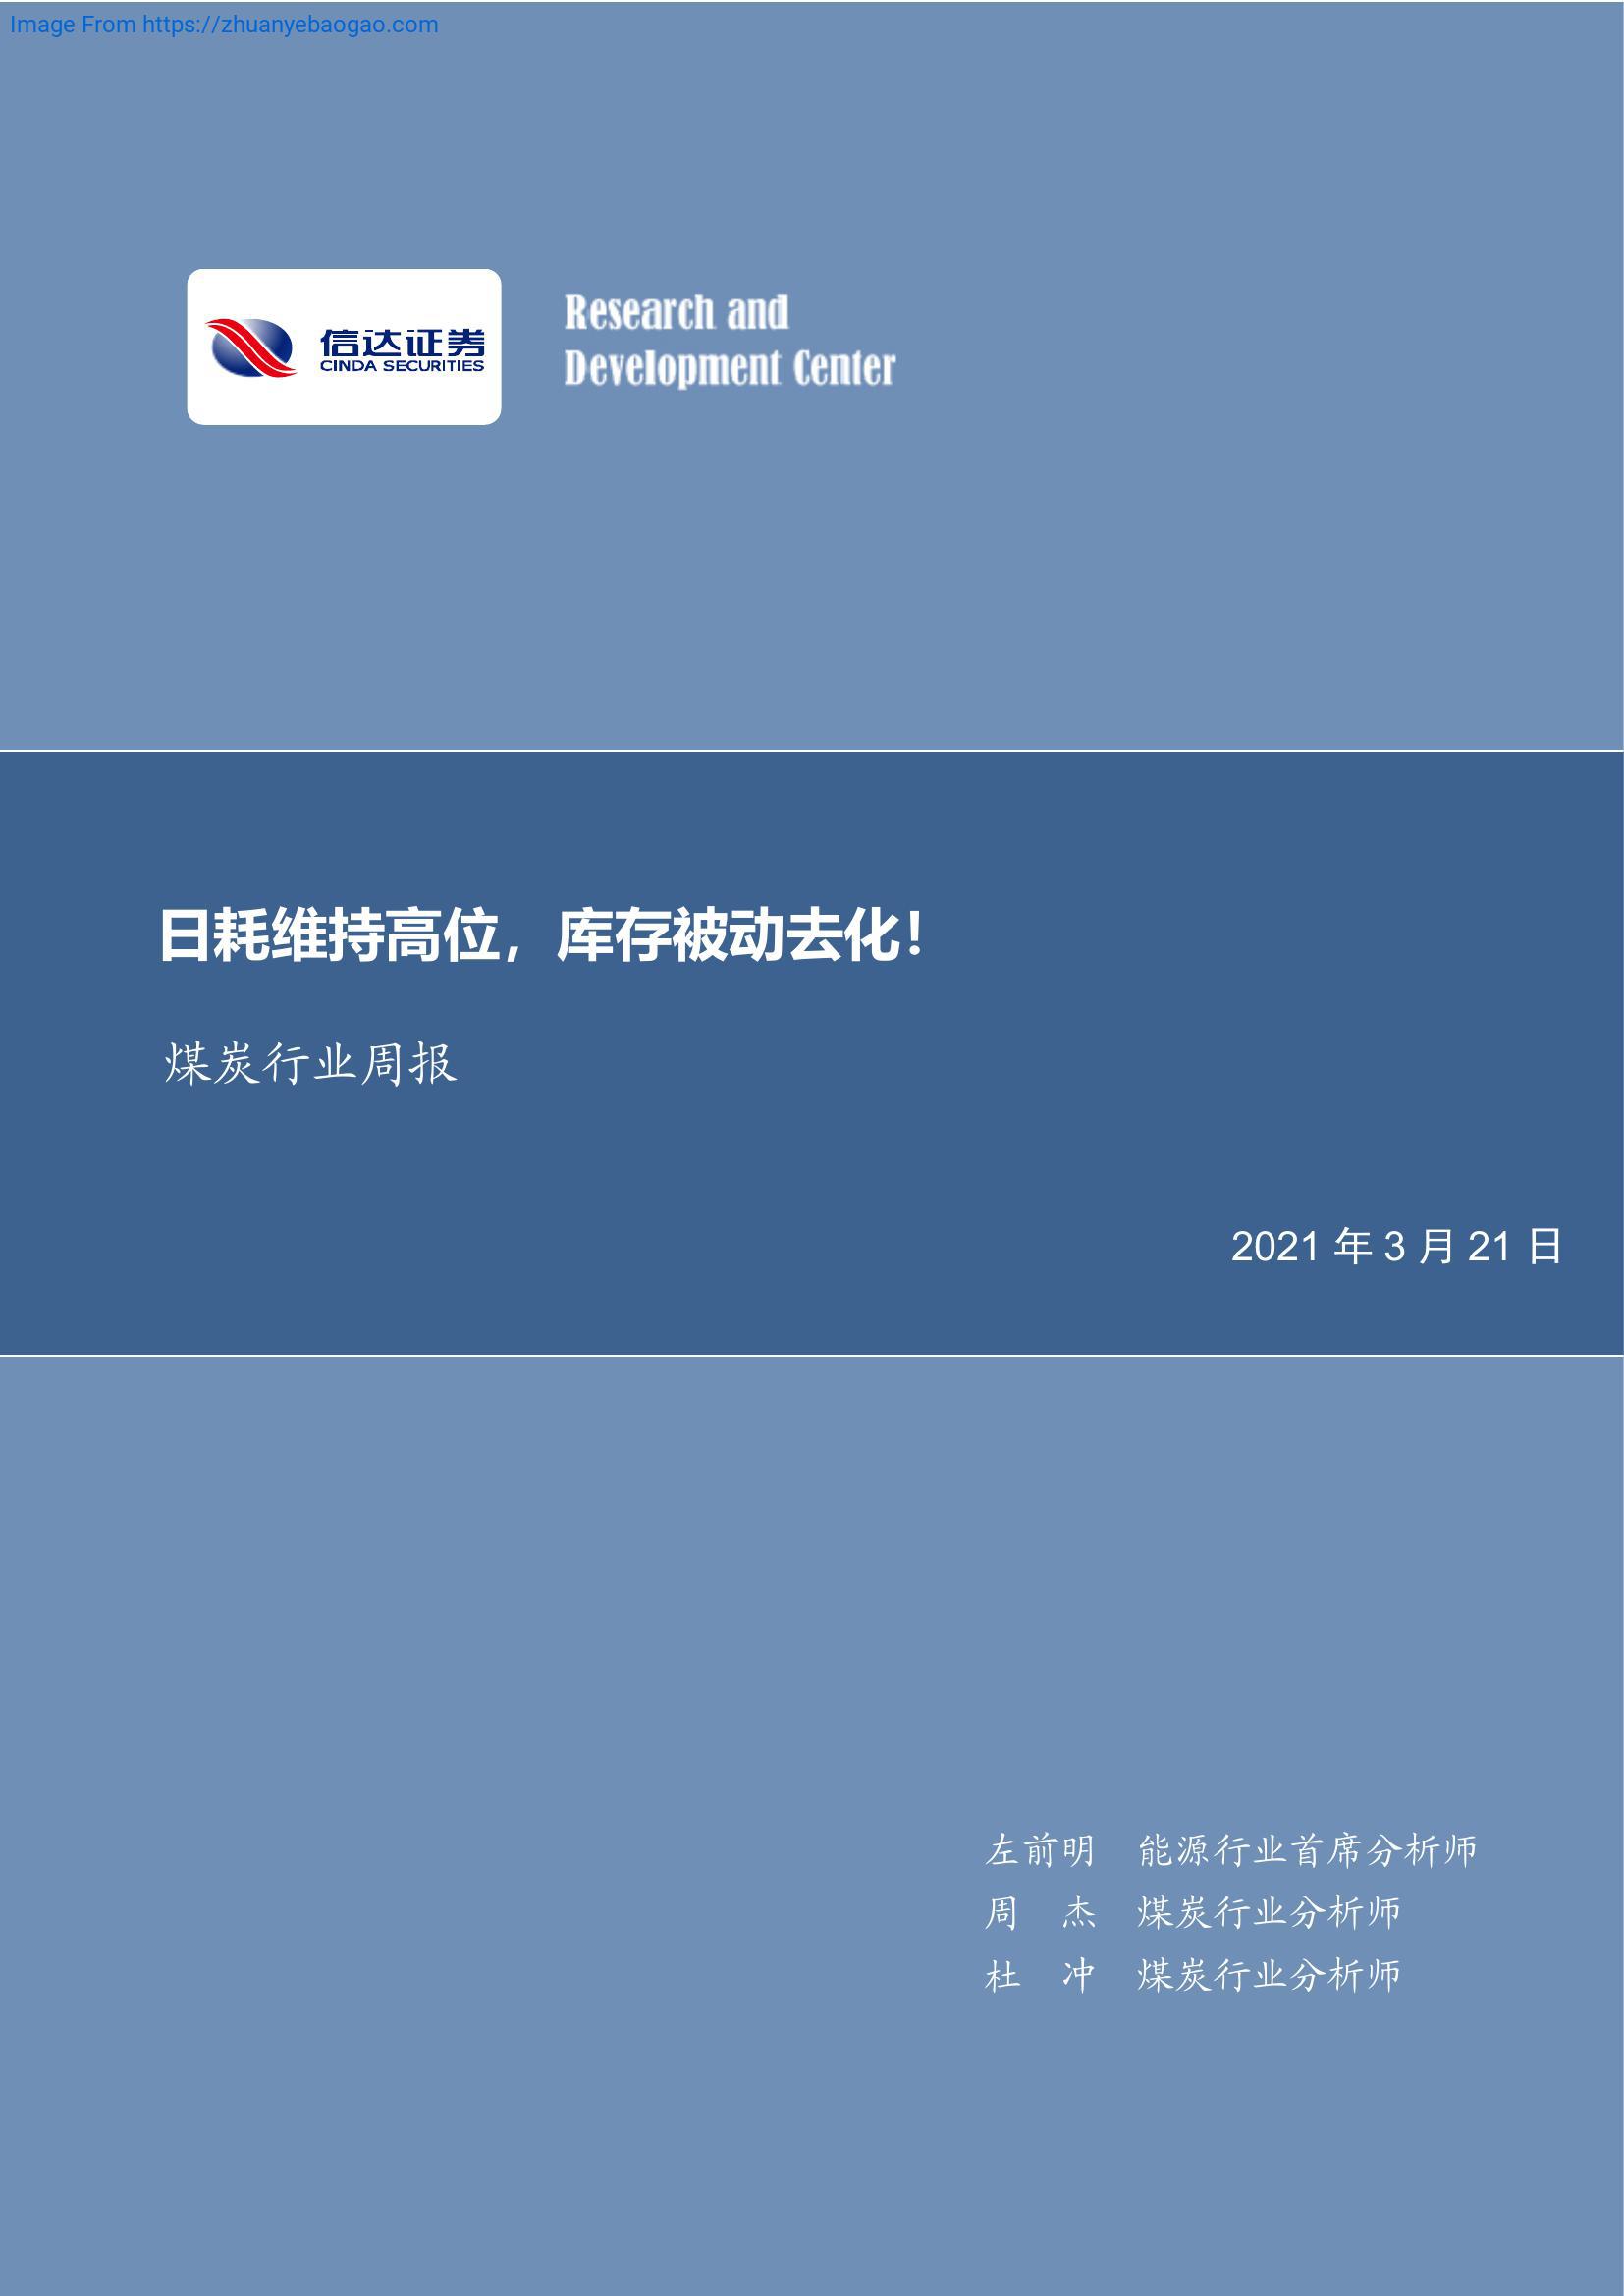 Image From https://zhuanyebaogao.com
信达证券
CINDA SECURITIES
Research and
Development Center
日耗维持高位，库存被动去化！
煤炭行业周报
2021 年 3 月 21 日
左前明 能源行业首席分析师
周 杰 煤炭行业分析师
杜 冲 煤炭行业分析师